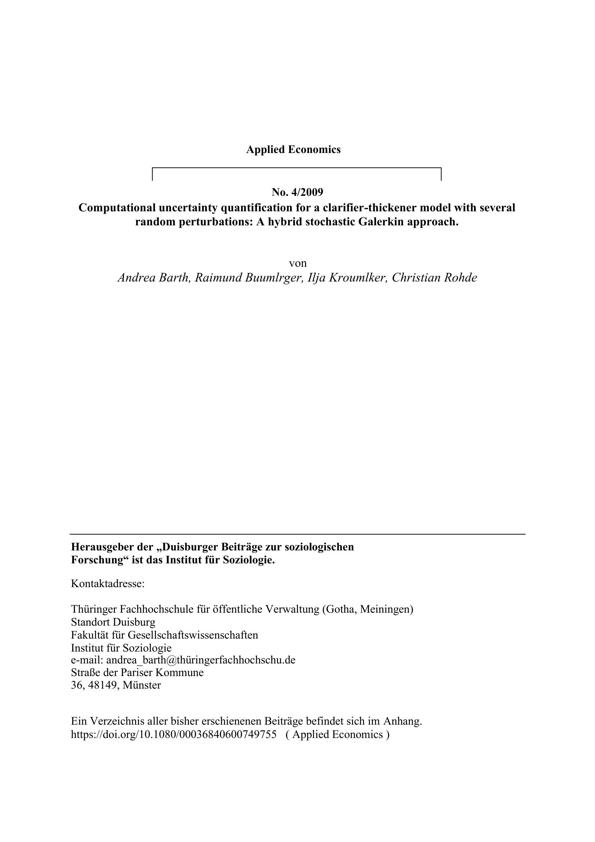 Applied Economics
No. 4/2009
Computational uncertainty quantification for a clarifier-thickener model with several
random perturbations: A hybrid stochastic Galerkin approach.
von
Andrea Barth, Raimund Buumlrger, Ilja Kroumlker, Christian Rohde
Herausgeber der „Duisburger Beiträge zur soziologischen
Forschung“ ist das Institut für Soziologie.
Kontaktadresse:
Thüringer Fachhochschule für öffentliche Verwaltung (Gotha, Meiningen)
Standort Duisburg
Fakultät für Gesellschaftswissenschaften
Institut für Soziologie
e-mail: andrea_barth@thüringerfachhochschu.de
Straße der Pariser Kommune
36, 48149, Münster
Ein Verzeichnis aller bisher erschienenen Beiträge befindet sich im Anhang.
https://doi.org/10.1080/00036840600749755 ( Applied Economics )